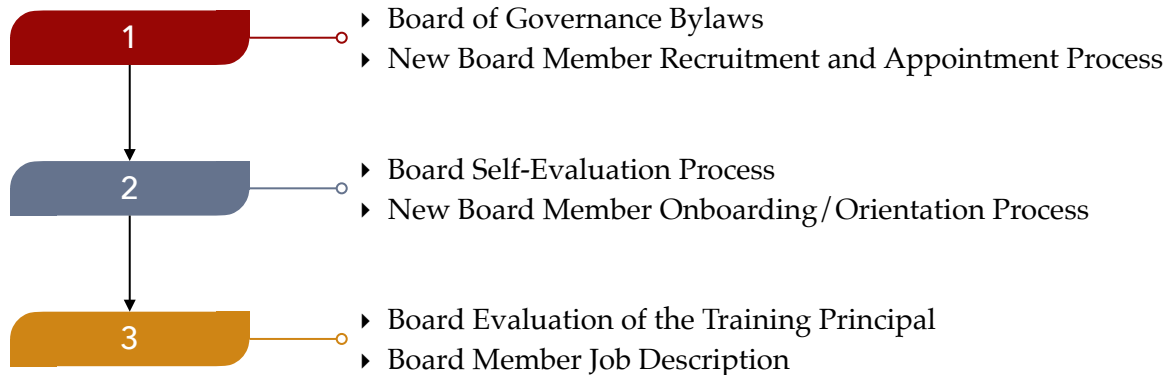 1
Board of Governance Bylaws
New Board Member Recruitment and Appointment Process
2
Board Self-Evaluation Process
New Board Member Onboarding/Orientation Process
3
Board Evaluation of the Training Principal
Board Member Job Description